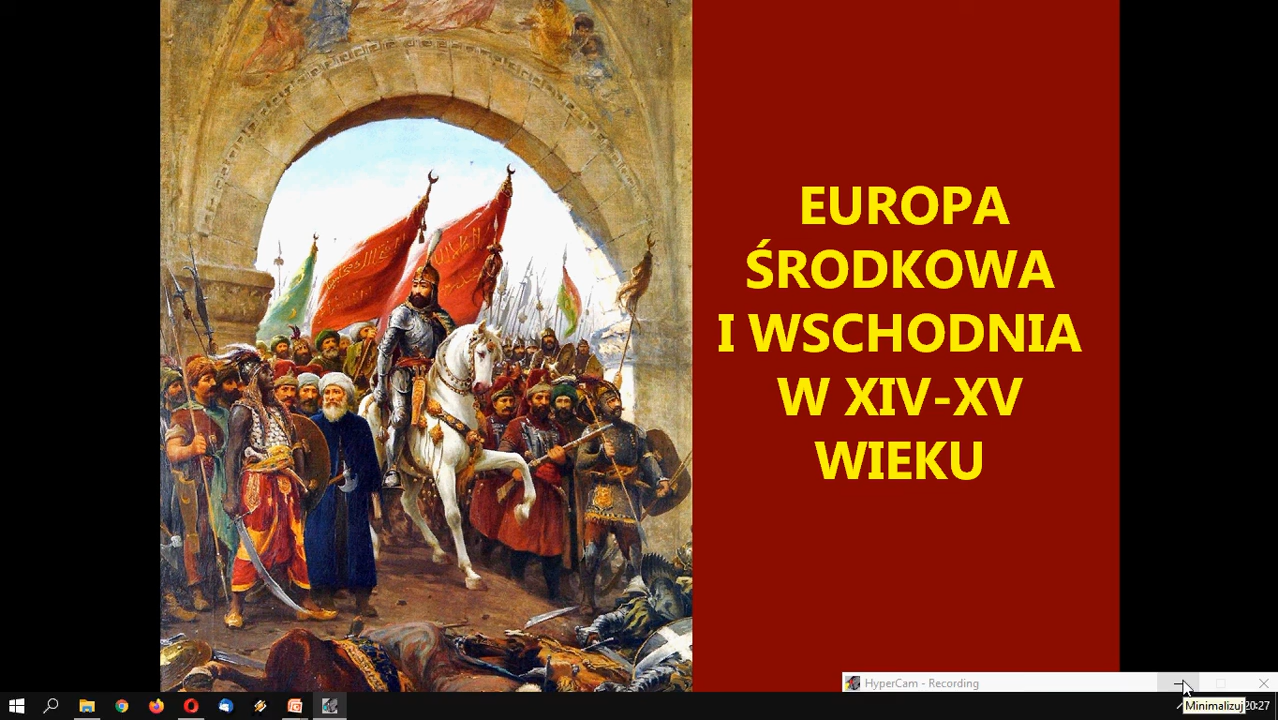 EUROPA
ŚRODKOWA
I WSCHODNIA
W XIV-XV
WIEKU
HyperCam - Recording
Minimalizuj
20:27